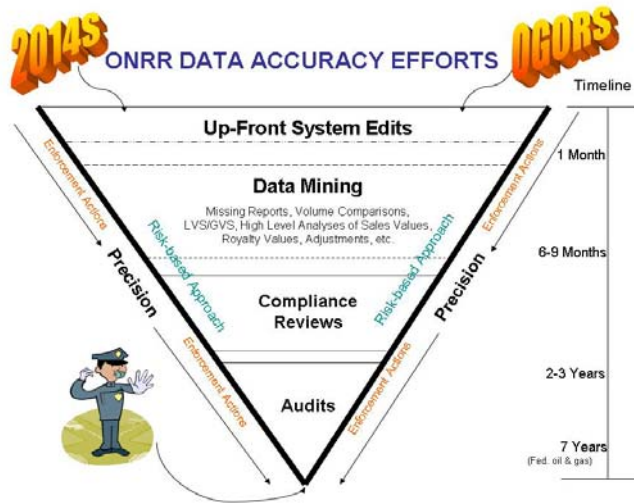 2014S
ONRR DATA ACCURACY EFFORTS
OGORS
Timeline
Up-Front System Edits
1 Month
Enforcement Actions
Enforcement Actions
Data Mining
Missing Reports, Volume Comparisons,
LVS/GVS, High Level Analyses of Sales Values,
Royalty Values, Adjustments, etc.
Risk-based Approach
Risk-based Approach
6-9 Months
Precision
Precision
Compliance
Reviews
Enforcement Actions
Enforcement Actions
2-3 Years
Audits
7 Years
(Fed. oil & gas)